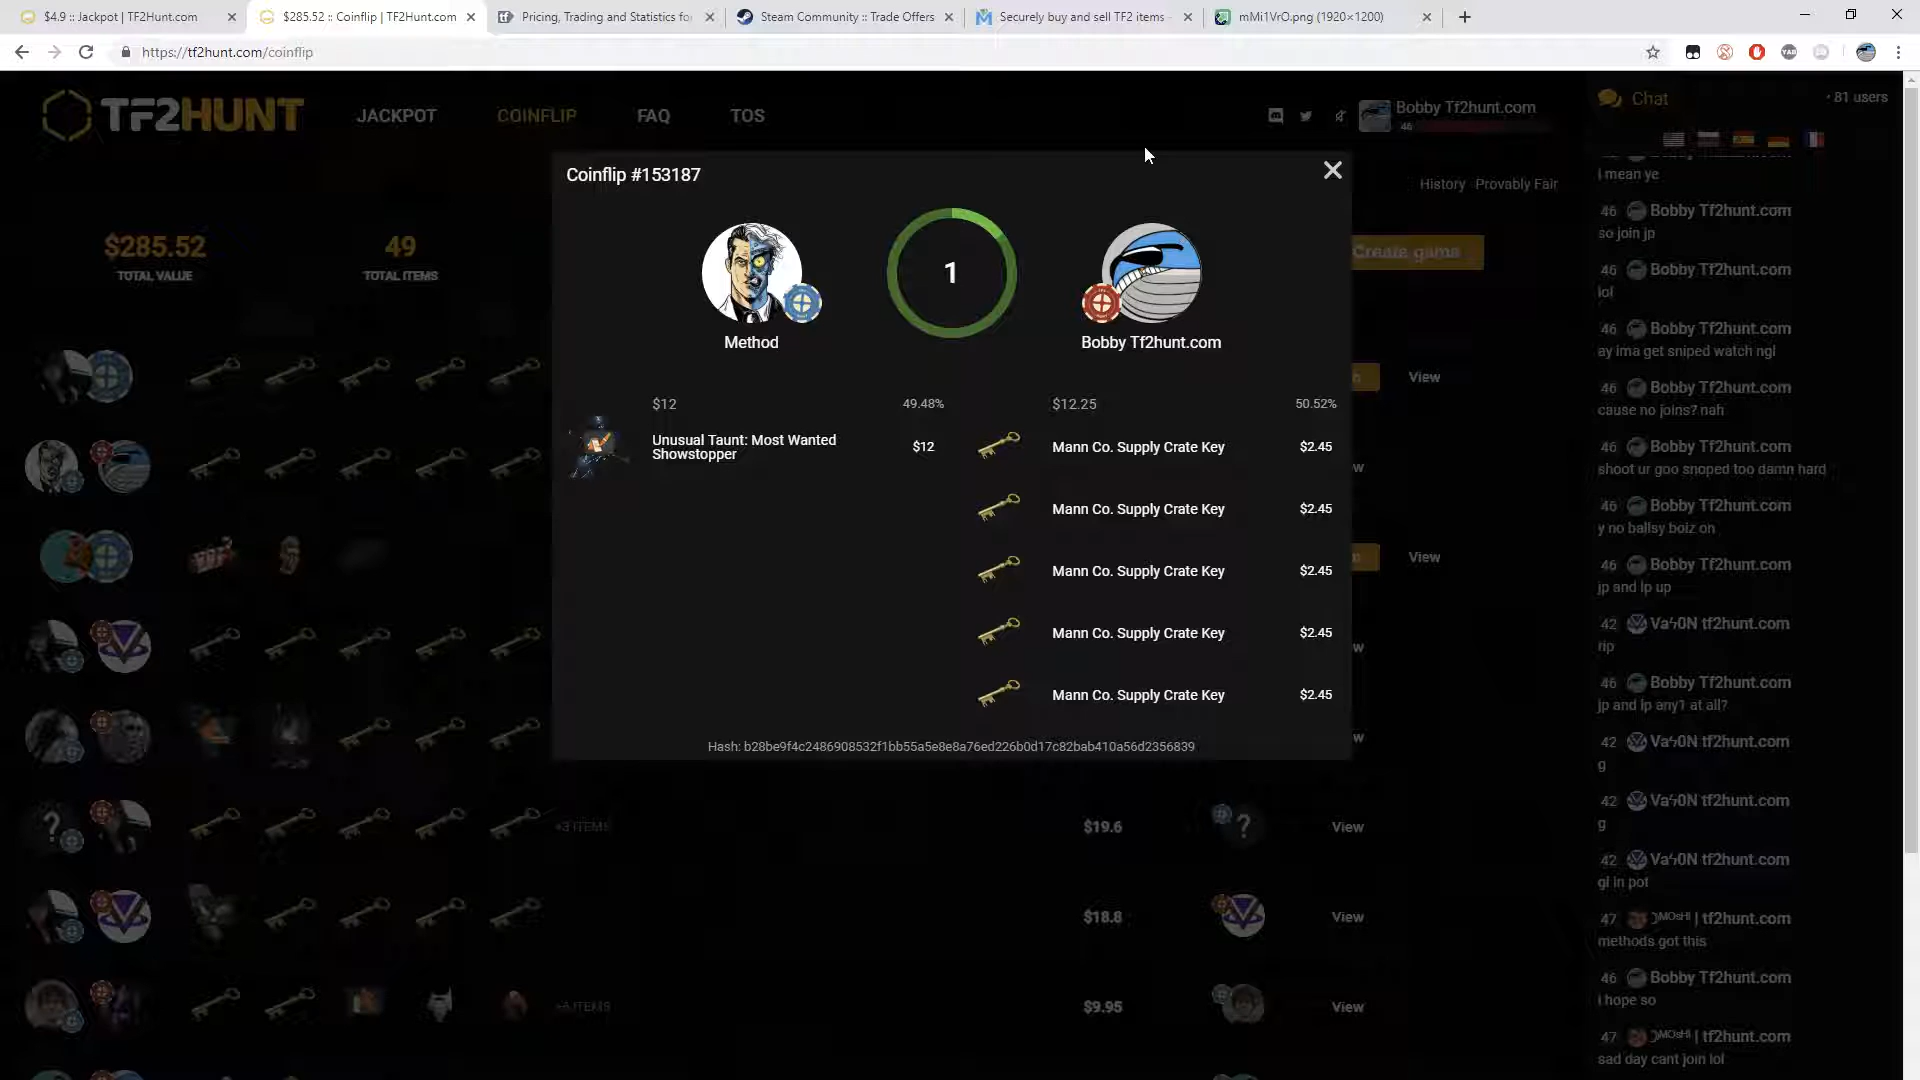 $4.9 :: Jackpot | TF2Hunt.com
$285.52 :: Coinflip | TF2Hunt.com
Pricing, Trading and Statistics fo
Steam Community :: Trade Offers
Securely buy and sell TF2 items
mMi1VrO.png (1920×1200)
https://tf2hunt.com/coinflip
TF2HUNT
JACKPOT
COINFLIP
FAQ
TOS
Bobby Tf2hunt.com
46
Chat
81 users
History
Provably Fair
Create game
$285.52
TOTAL VALUE
49
TOTAL ITEMS
Coinflip #153187
1
Method
Bobby Tf2hunt.com
$12
49.48%
$12.25
50.52%
Unusual Taunt: Most Wanted
Showstopper
$12
Mann Co. Supply Crate Key
$2.45
Mann Co. Supply Crate Key
$2.45
Mann Co. Supply Crate Key
$2.45
Mann Co. Supply Crate Key
$2.45
Mann Co. Supply Crate Key
$2.45
Hash: b28be9f4c2486908532f1bb55a5e8e8a76ed226b0d17c82bab410a56d2356839
View
View
+3 ITEMS
$19.6
?
View
$18.8
View
+6 ITEMS
$9.95
View
I mean ye
46 Bobby Tf2hunt.com
so join jp
46 Bobby Tf2hunt.com
lol
46 Bobby Tf2hunt.com
ay ima get sniped watch ngl
46 Bobby Tf2hunt.com
cause no joins? nah
46 Bobby Tf2hunt.com
shoot ur goo snoped too damn hard
46 Bobby Tf2hunt.com
y no ballsy boiz on
46 Bobby Tf2hunt.com
jp and lp up
42 Vaϟ0N tf2hunt.com
rip
46 Bobby Tf2hunt.com
jp and lp any1 at all?
42 Vaϟ0N tf2hunt.com
g
42 Vaϟ0N tf2hunt.com
g
42 Vaϟ0N tf2hunt.com
gl in pot
47 | tf2hunt.com
methods got this
46 Bobby Tf2hunt.com
i hope so
47 | tf2hunt.com
sad day cant join lol